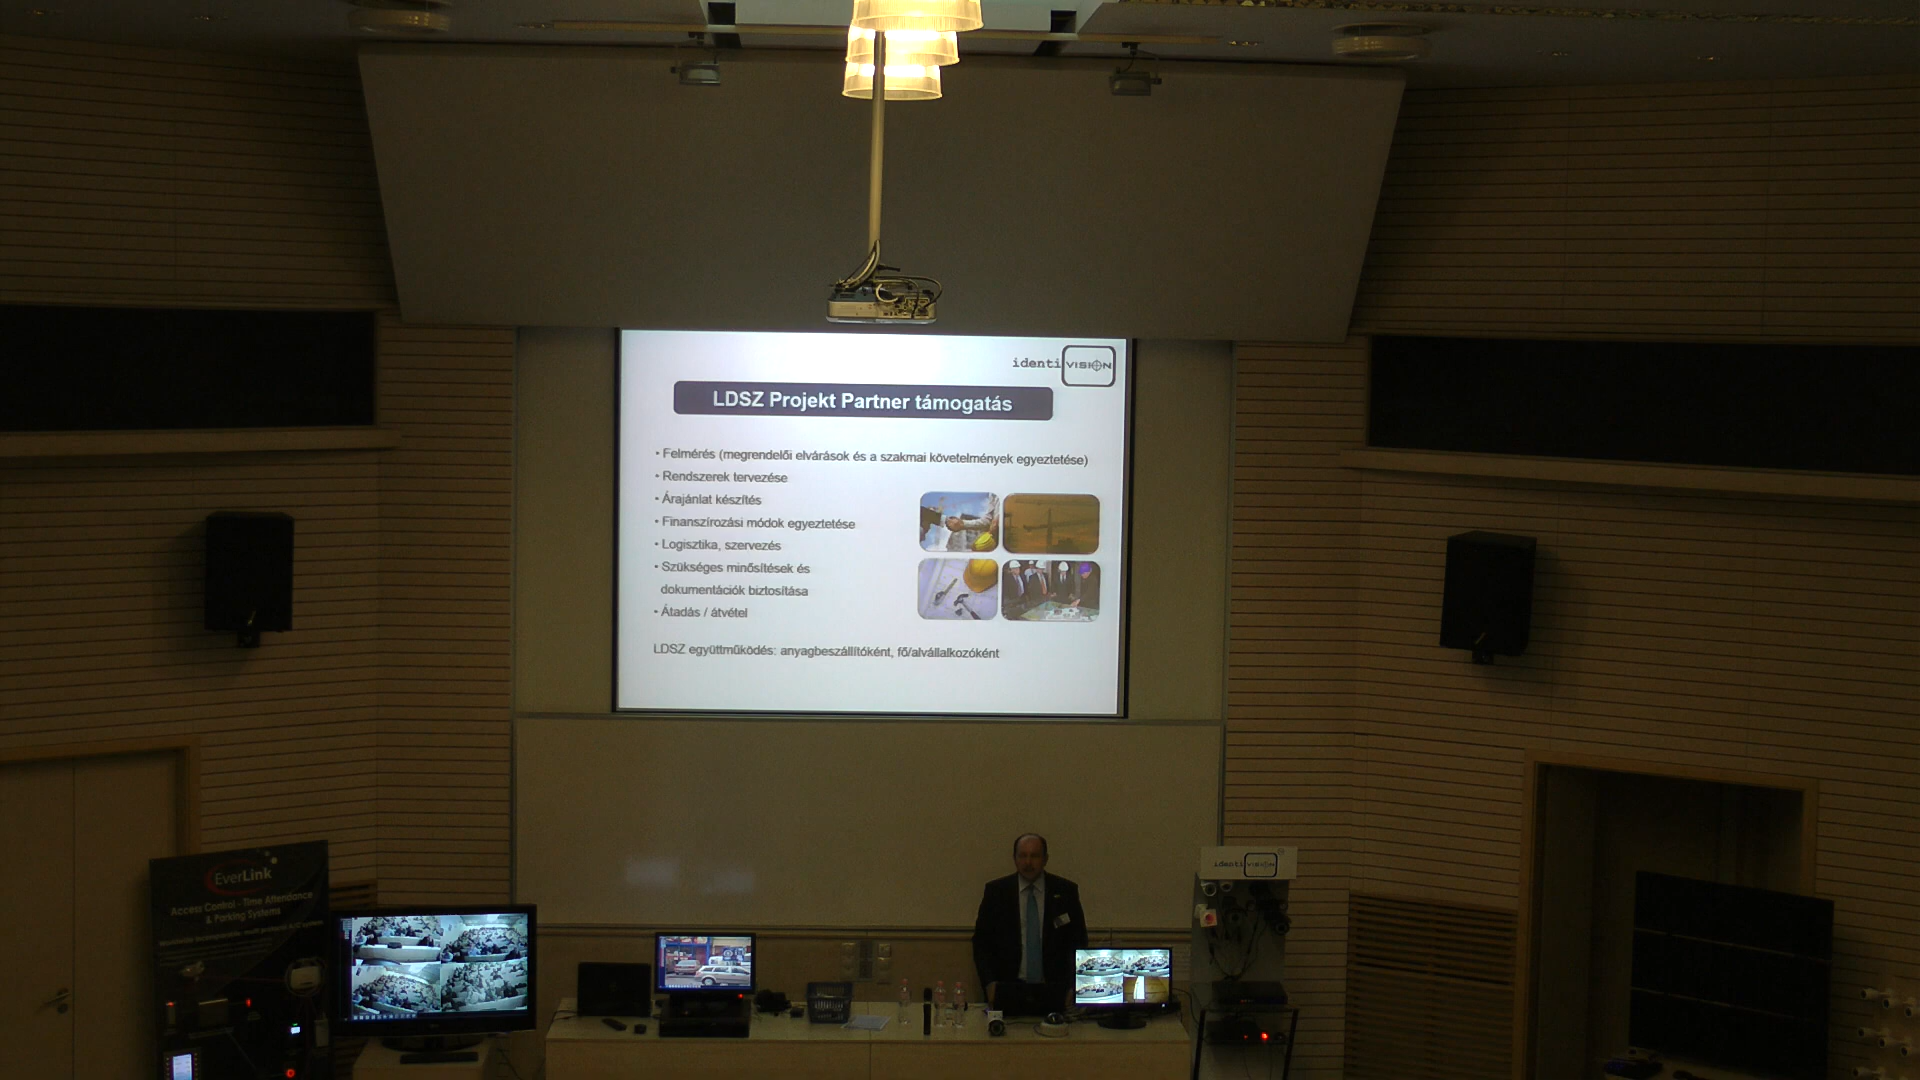 identi VISION
LDSZ Projekt Partner támogatás
• Felmérés (megrendelői elvárások és a szakmai követelmények egyeztetése)
• Rendszerek tervezése
• Árajánlat készítés
• Finanszírozási módok egyeztetése
• Logisztika, szervezés
• Szükséges minősítések és
dokumentációk biztosítása
• Átadás / átvétel
LDSZ együttműködés: anyagbeszállítóként, fő/alvállalkozóként
EverLink
Access Control - Time Attendance
& Parking Systems
identi VISION